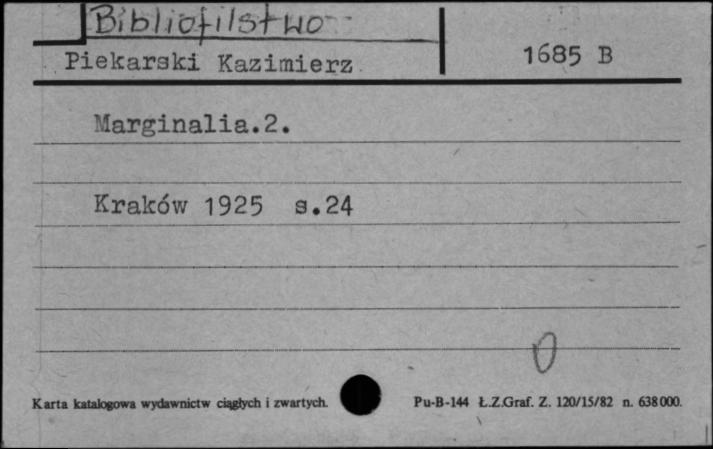 Bibliofilstwo
Piekarski Kazimierz 1685 B
Marginalia.2.
Kraków 1925 s.24
0
Karta katalogowa wydawnictw ciągłych i zwartych. Pu-B-144 Ł.Z.Graf. Z. 120/15/82 n. 638000.